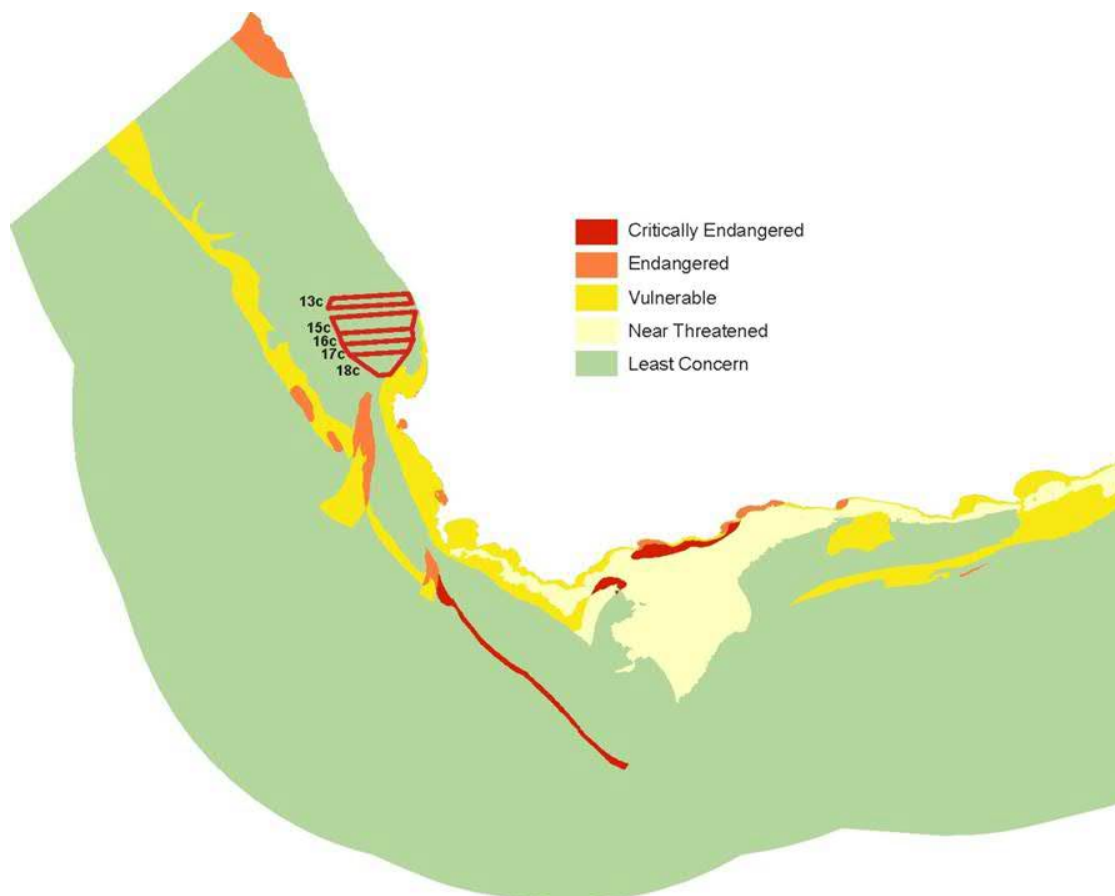 Critically Endangered
Endangered
Vulnerable
Near Threatened
Least Concern
13c
15c
16c
17c
18c